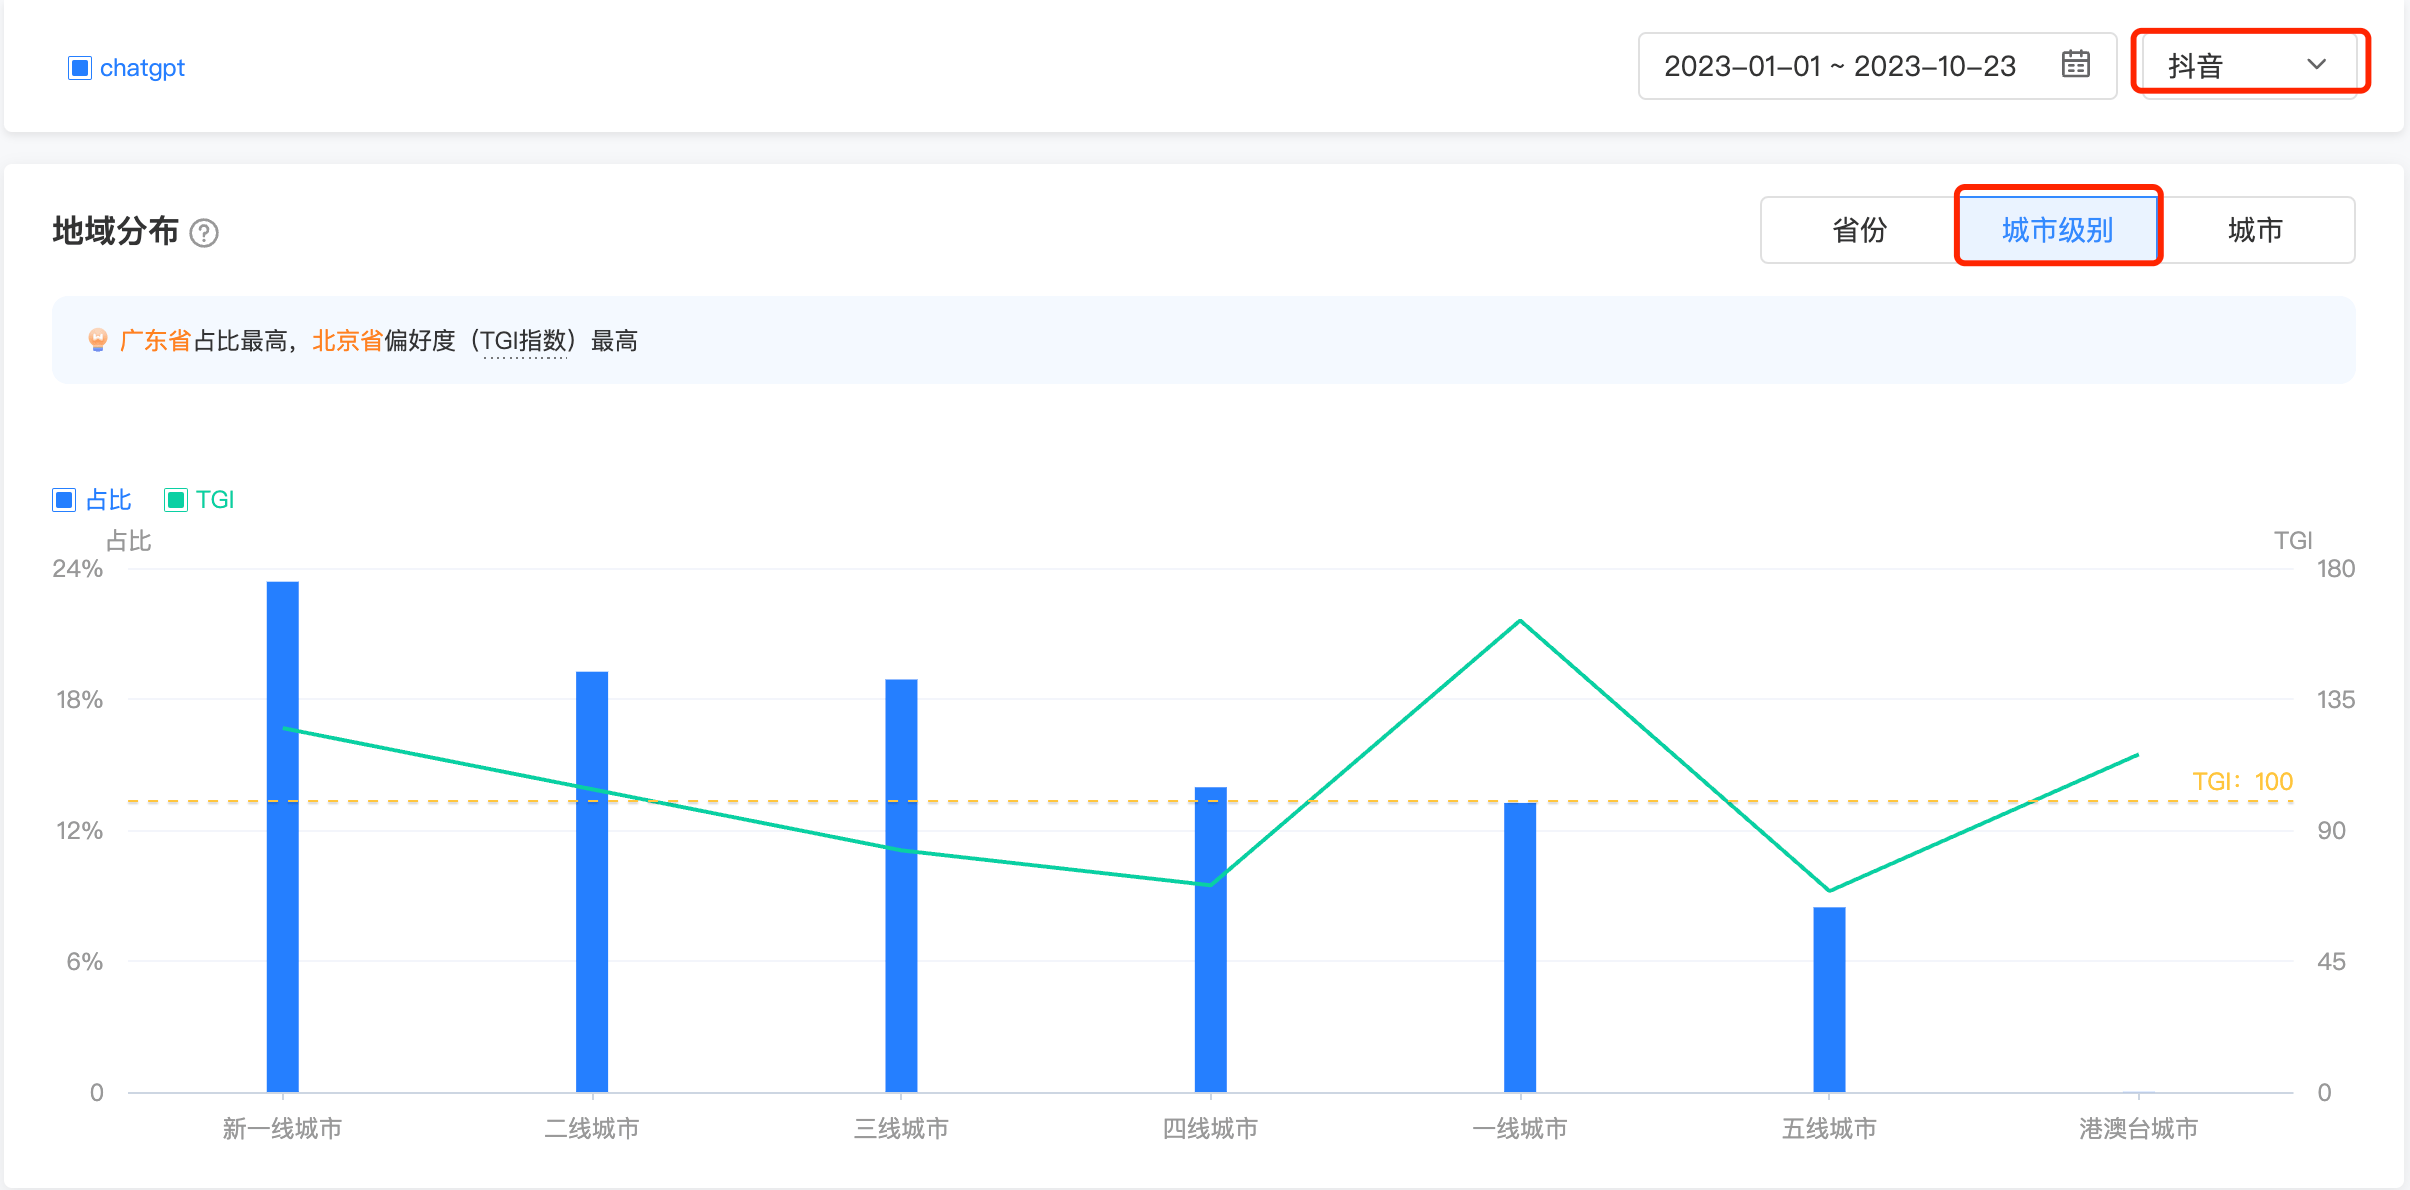 chatgpt
2023-01-01 ~ 2023-10-23
抖音
地域分布 ?
省份
城市级别
城市
广东省占比最高，北京省偏好度（TGI指数）最高
占比
TGI
占比
TGI
24%
18%
12%
6%
0
180
135
90
45
0
TGI：100
新一线城市
二线城市
三线城市
四线城市
一线城市
五线城市
港澳台城市